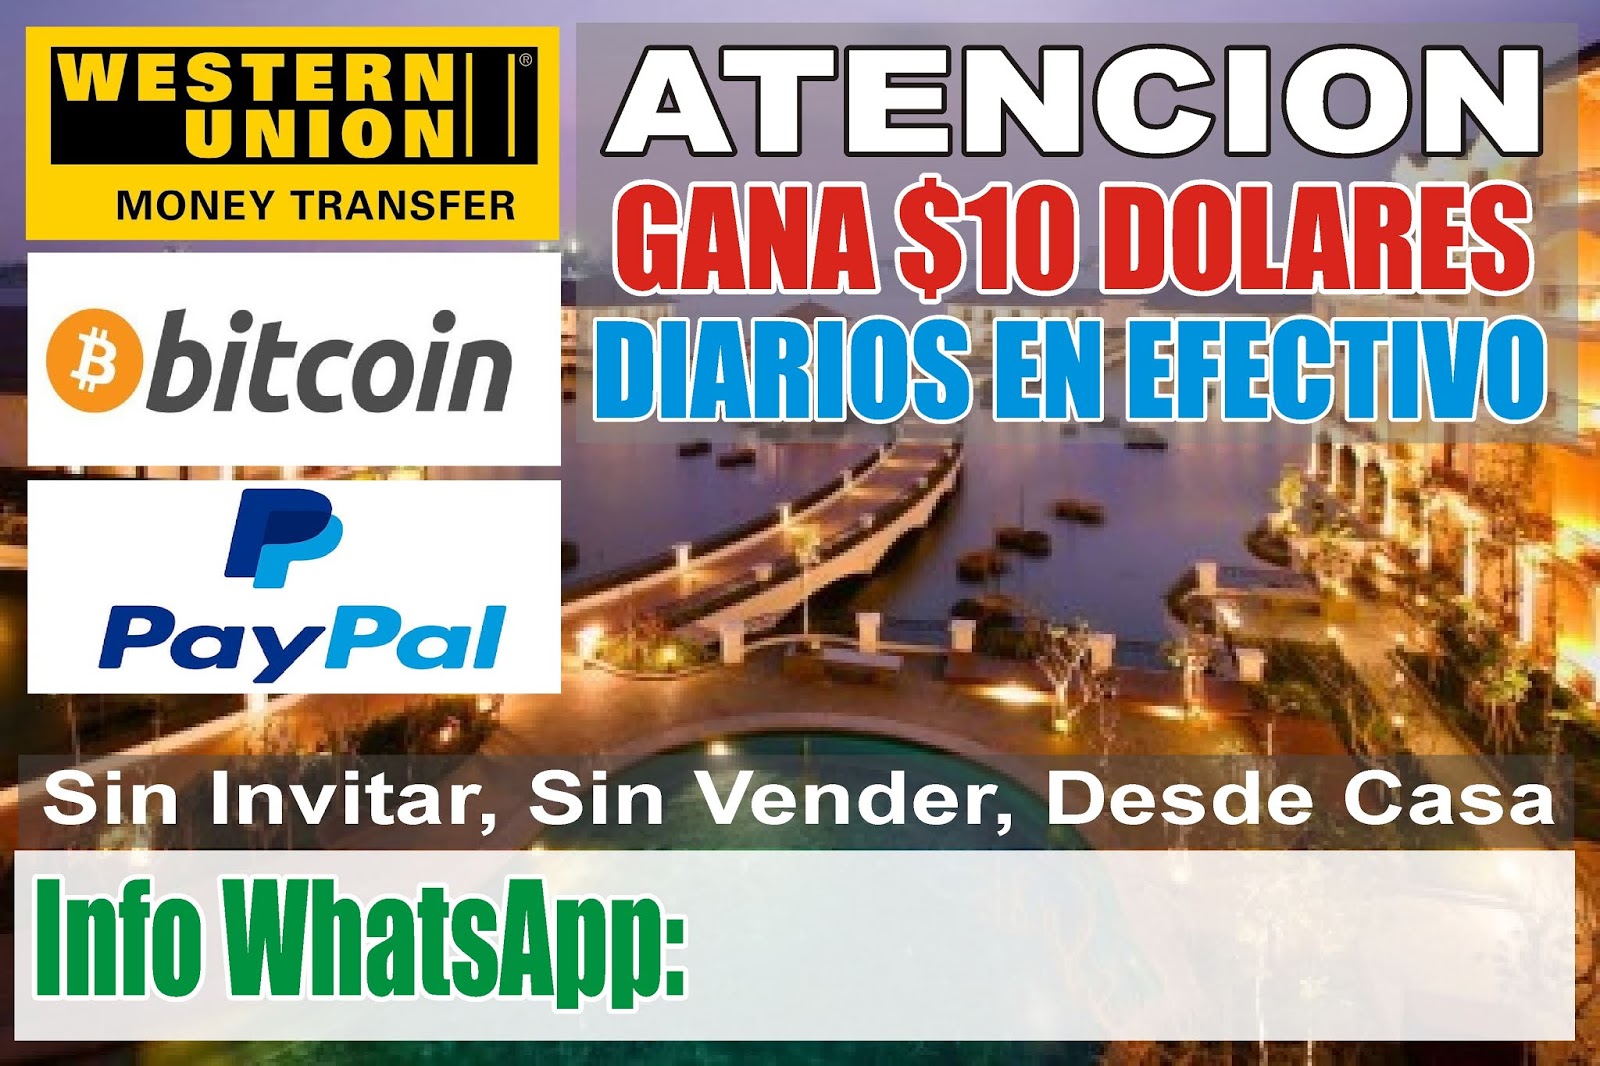 WESTERN
UNION
®
MONEY TRANSFER
bitcoin
PayPal
ATENCION
GANA $10 DOLARES
DIARIOS EN EFECTIVO
Sin Invitar, Sin Vender, Desde Casa
Info WhatsApp: